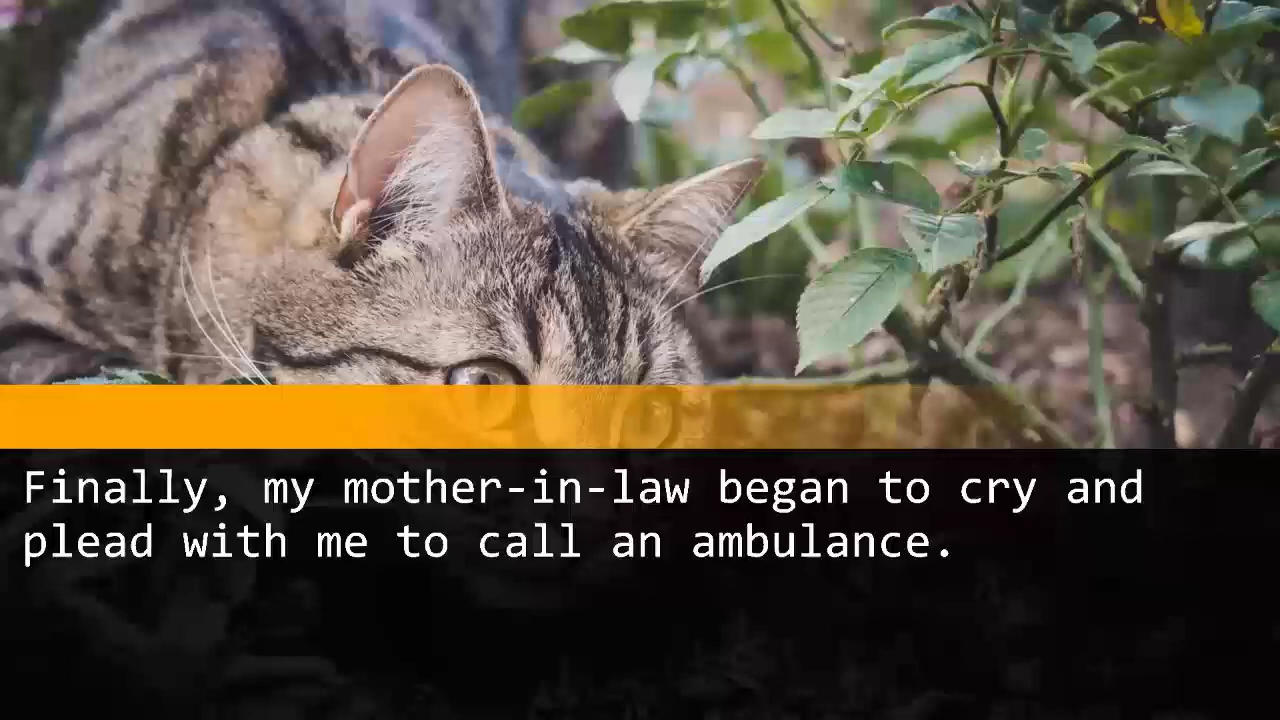 Finally, my mother-in-law began to cry and
plead with me to call an ambulance.